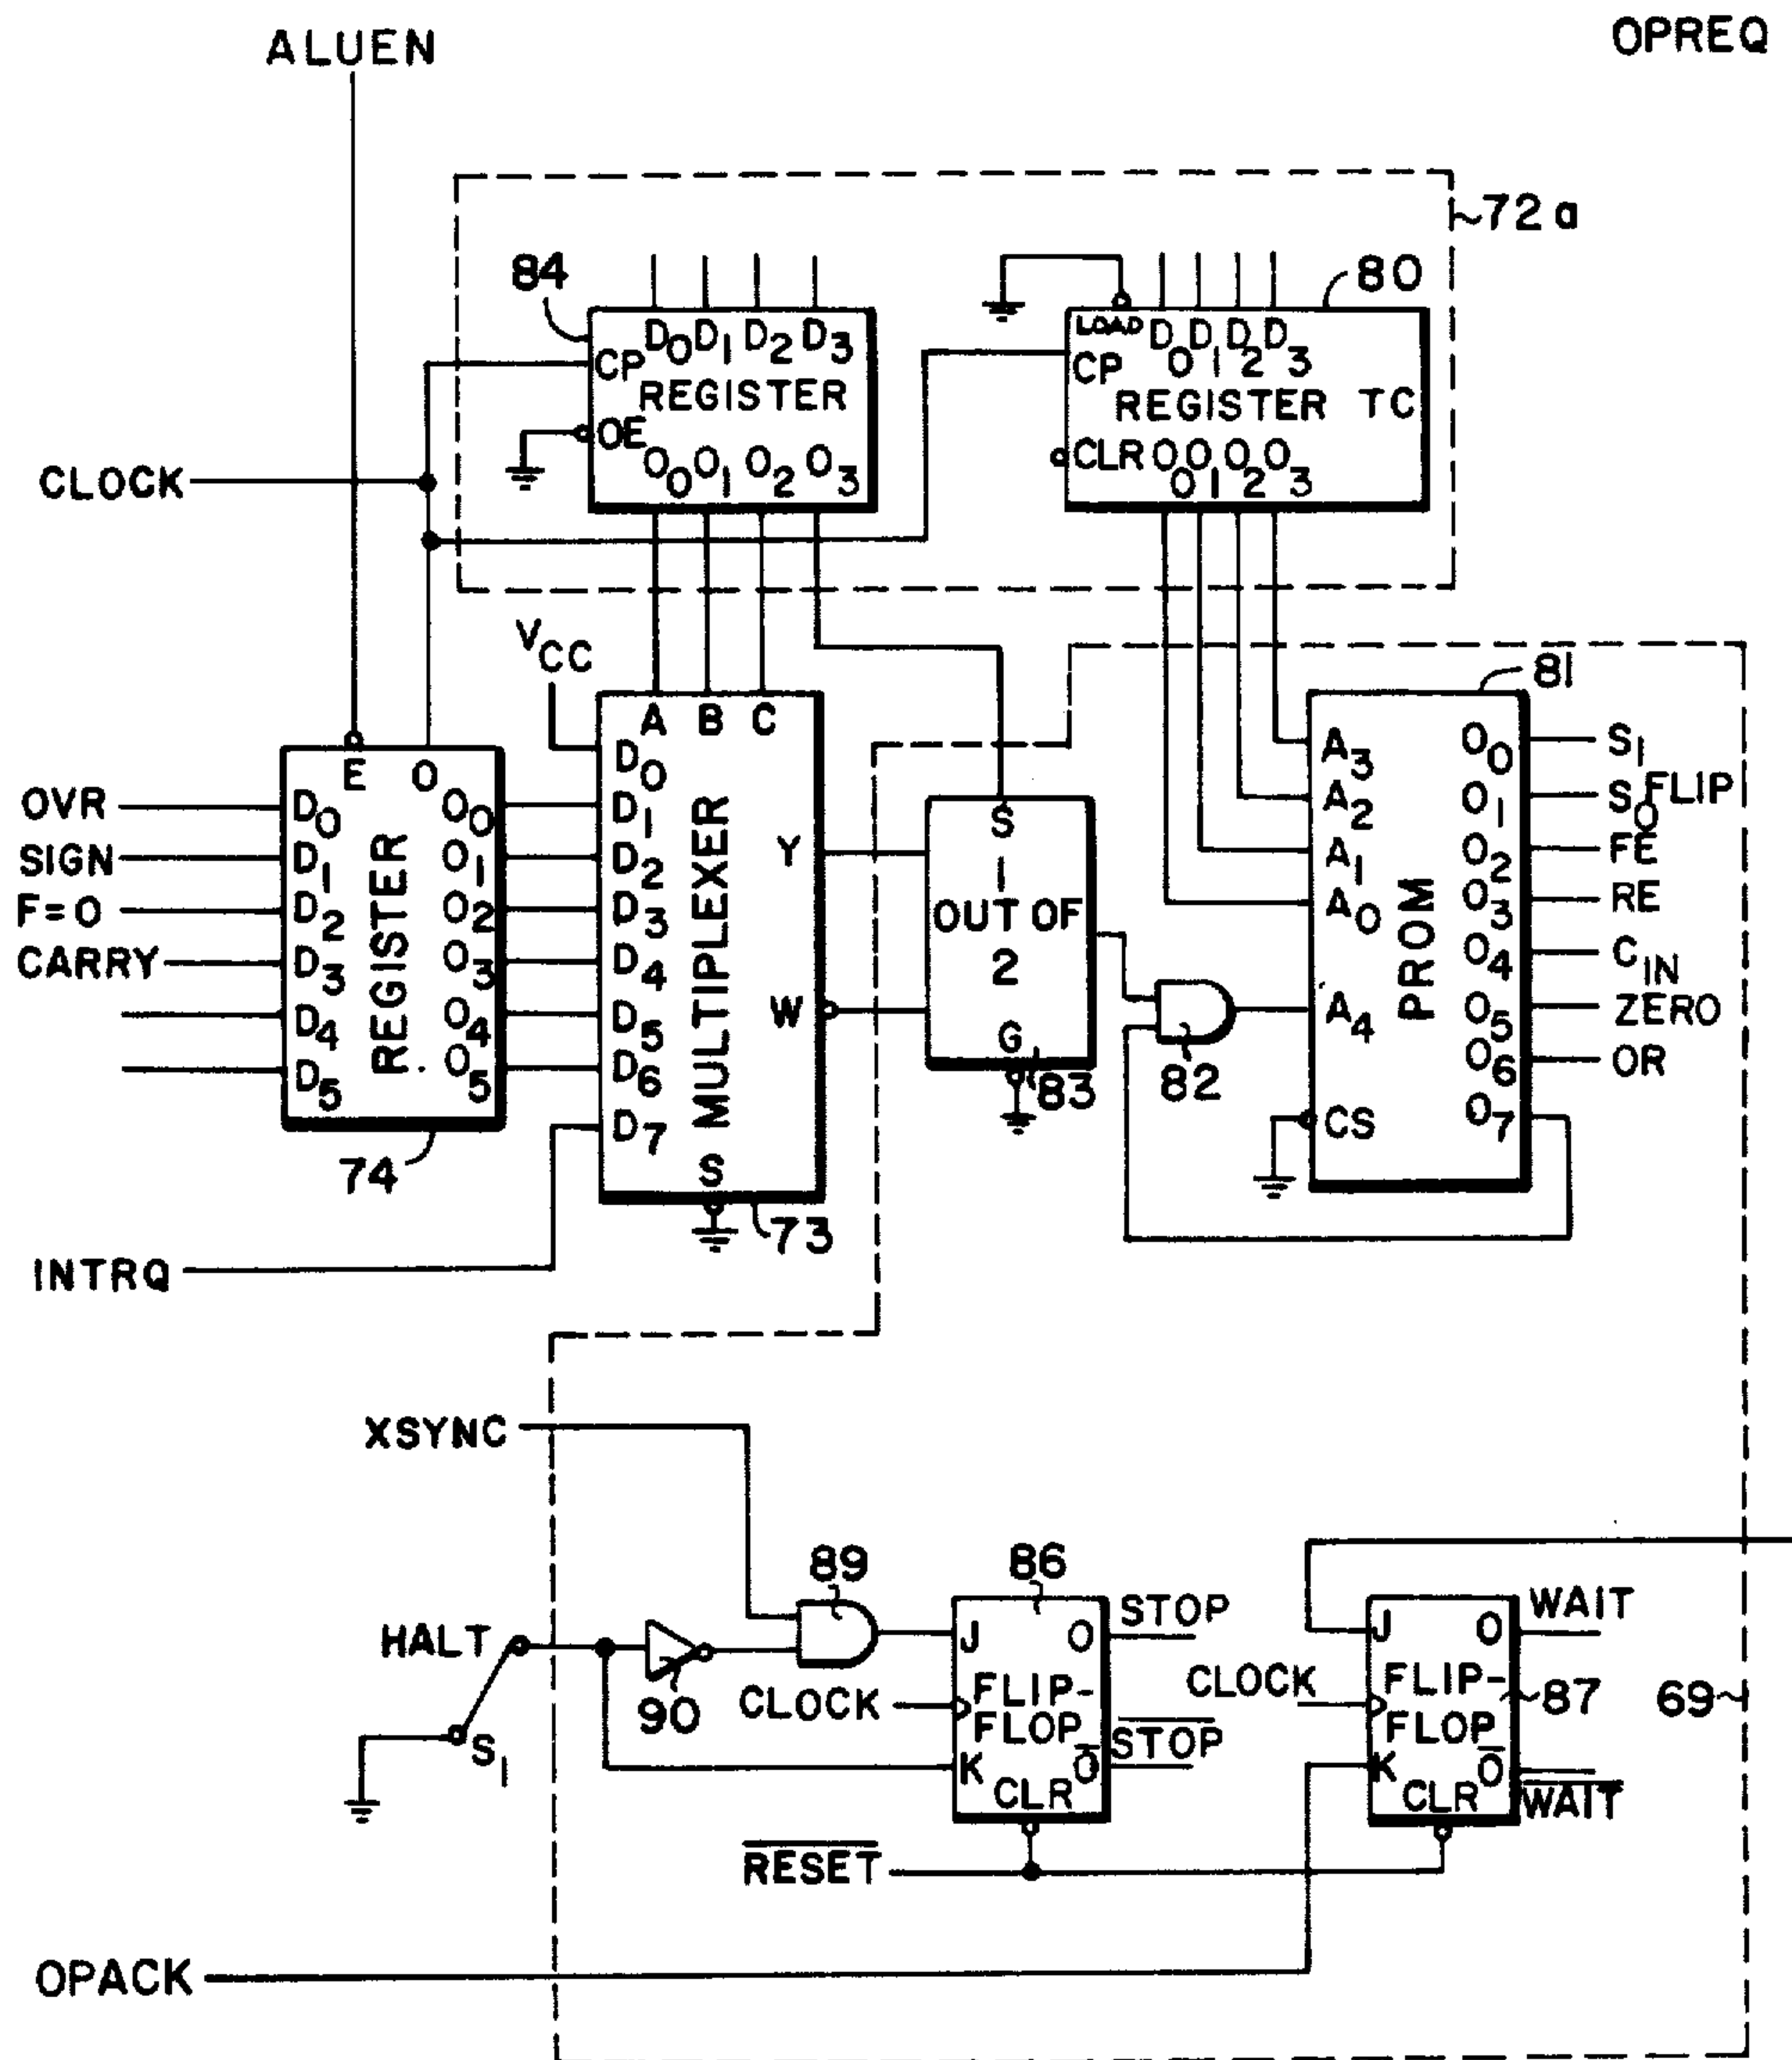 ALUEN
OPREQ
72a
84
80
D0 D1 D2 D3
CP
REGISTER
OE
O0 O1 O2 O3
LOAD D0 D1 D2 D3
CP
REGISTER TC
CLR O0 O1 O2 O3
CLOCK
VCC
81
A B C
E O
OVR
SIGN
F=0
CARRY
D0
D1
D2
D3
D4
D5
REGISTER
O0
O1
O2
O3
O4
O5
74
D0
D1
D2
D3
D4
D5
D6
D7
MULTIPLEXER
Y
W
S
73
INTRQ
S
1
OUT OF
2
G
83
82
A3
A2
A1
A0
A4
CS
PROM
O0
O1
O2
O3
O4
O5
O6
O7
S1
S0 FLIP
FE
RE
CIN
ZERO
OR
XSYNC
89
86
HALT
90
S1
CLOCK
J O
FLIP-
FLOP
K O̅
CLR
STOP
S̅T̅O̅P̅
CLOCK
J O
FLIP-
FLOP
K O̅
CLR
WAIT
W̅A̅I̅T̅
87
69
R̅E̅S̅E̅T̅
OPACK